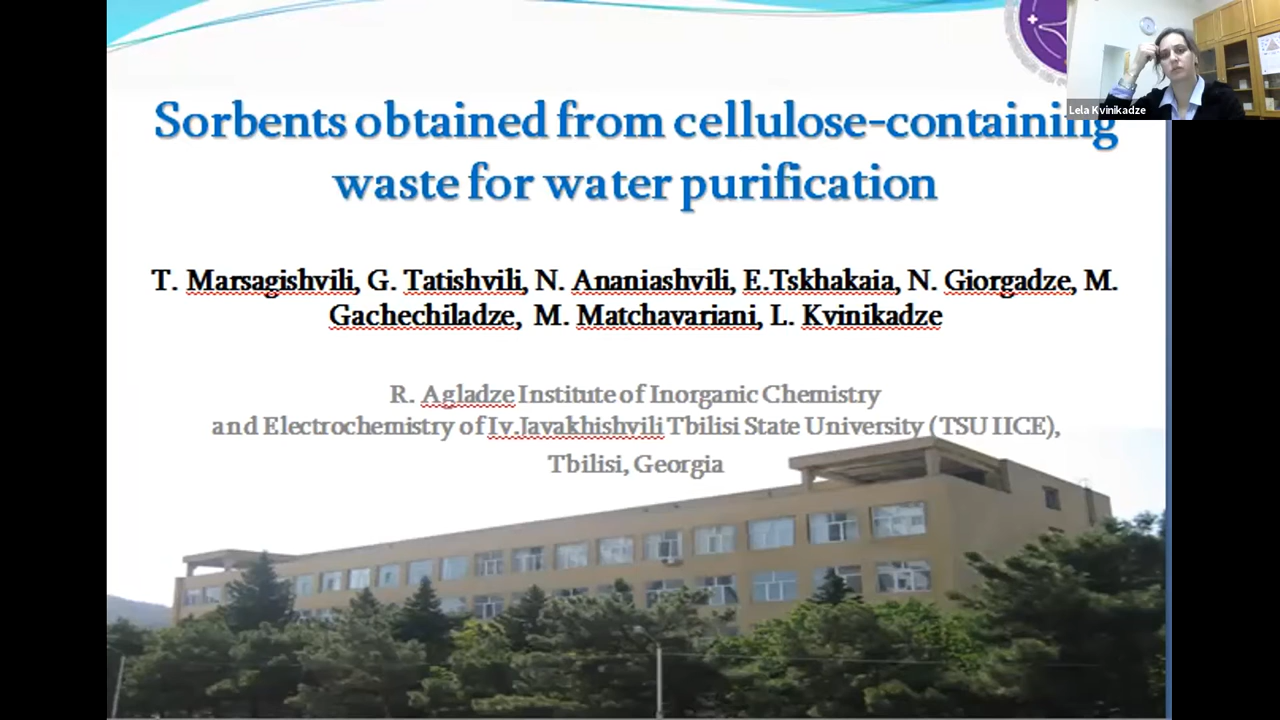 Sorbents obtained from cellulose-containing
waste for water purification
Lela Kvinikadze
T. Marsagishvili, G. Tatishvili, N. Ananiashvili, E.Tskhakaia, N. Giorgadze, M.
Gachechiladze, M. Matchavariani, L. Kvinikadze
R. Agladze Institute of Inorganic Chemistry
and Electrochemistry of Iv.Javakhishvili Tbilisi State University (TSU IICE),
Tbilisi, Georgia